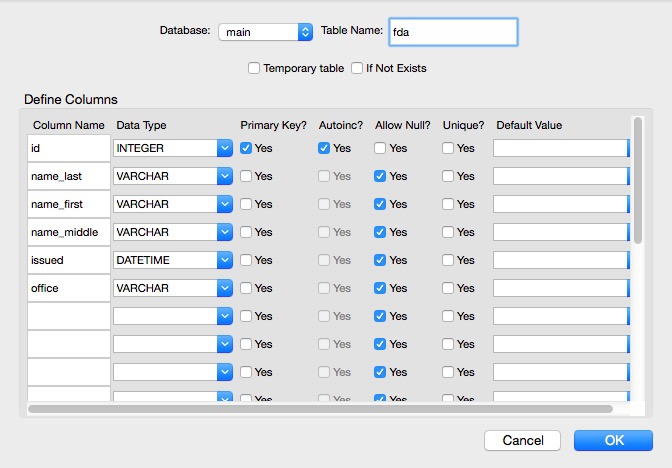 Database: main Table Name: fda
Temporary table If Not Exists
Define Columns
Column Name Data Type Primary Key? Autoinc? Allow Null? Unique? Default Value
id INTEGER Yes Yes Yes Yes
name_last VARCHAR Yes Yes Yes Yes
name_first VARCHAR Yes Yes Yes Yes
name_middle VARCHAR Yes Yes Yes Yes
issued DATETIME Yes Yes Yes Yes
office VARCHAR Yes Yes Yes Yes
Yes Yes Yes Yes
Yes Yes Yes Yes
Yes Yes Yes Yes
Yes Yes Yes Yes
Cancel OK